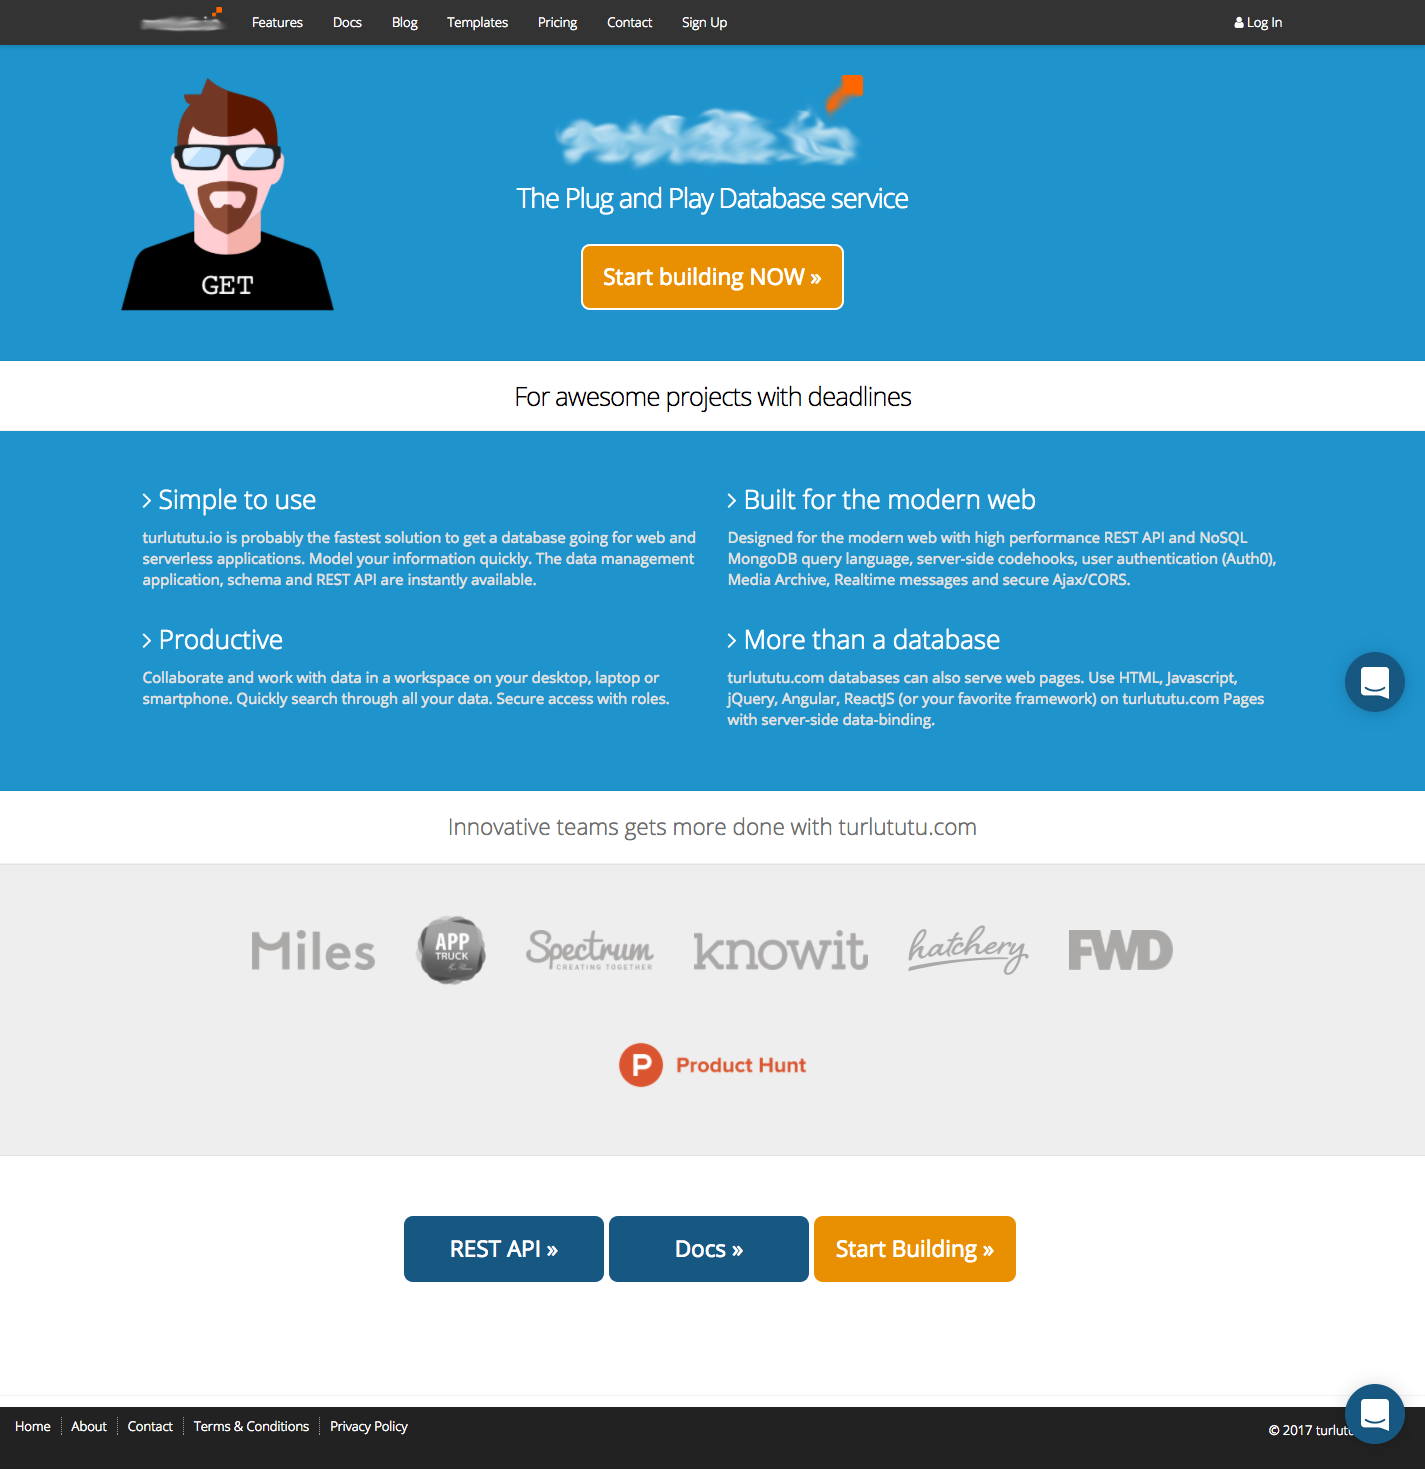 Features Docs Blog Templates Pricing Contact Sign Up Log In
The Plug and Play Database service
Start building NOW »
GET
For awesome projects with deadlines
Simple to use
turlututu.io is probably the fastest solution to get a database going for web and
serverless applications. Model your information quickly. The data management
application, schema and REST API are instantly available.
Built for the modern web
Designed for the modern web with high performance REST API and NoSQL
MongoDB query language, server-side codehooks, user authentication (Auth0),
Media Archive, Realtime messages and secure Ajax/CORS.
Productive
Collaborate and work with data in a workspace on your desktop, laptop or
smartphone. Quickly search through all your data. Secure access with roles.
More than a database
turlututu.com databases can also serve web pages. Use HTML, Javascript,
jQuery, Angular, ReactJS (or your favorite framework) on turlututu.com Pages
with server-side data-binding.
Innovative teams gets more done with turlututu.com
Miles
APP
TRUCK
Spectrum
CREATING TOGETHER
knowit
hatchery
FWD
P Product Hunt
REST API »
Docs »
Start Building »
Home About Contact Terms & Conditions Privacy Policy
© 2017